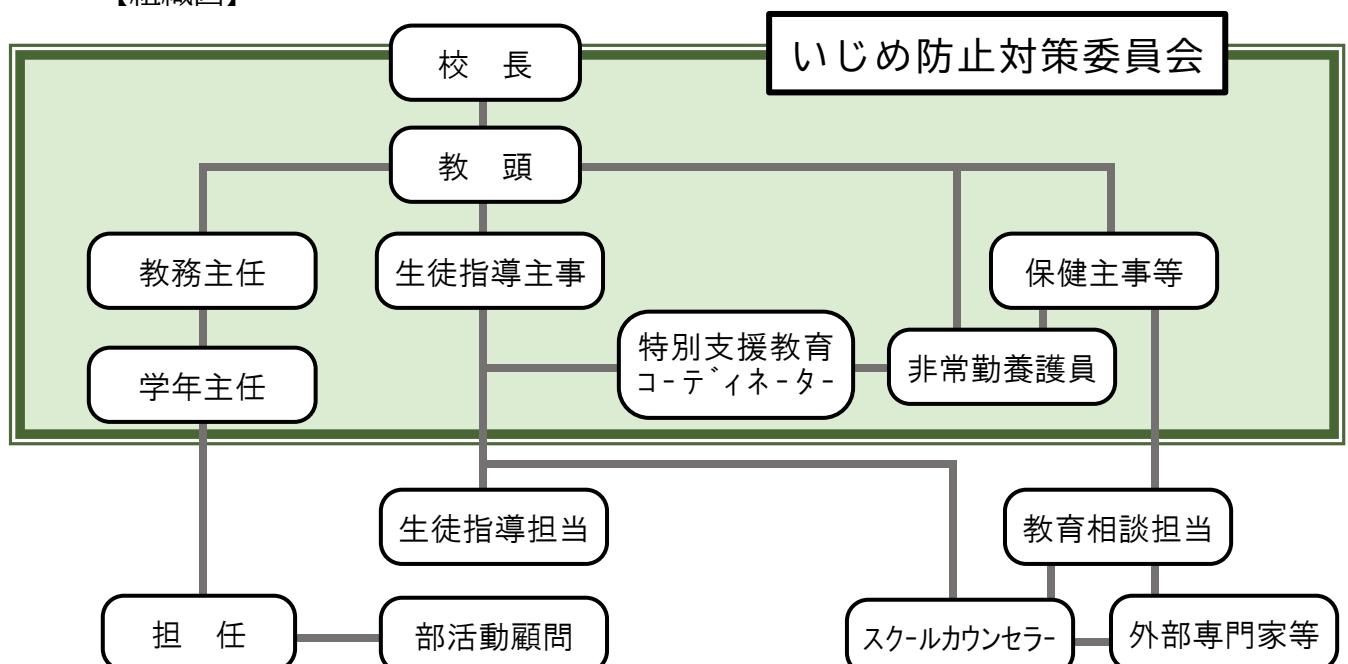 【組織図】
いじめ防止対策委員会
校　長
教　頭
教務主任
生徒指導主事
保健主事等
特別支援教育
コーディネーター
非常勤養護員
学年主任
生徒指導担当
教育相談担当
担　任
部活動顧問
スクールカウンセラー
外部専門家等